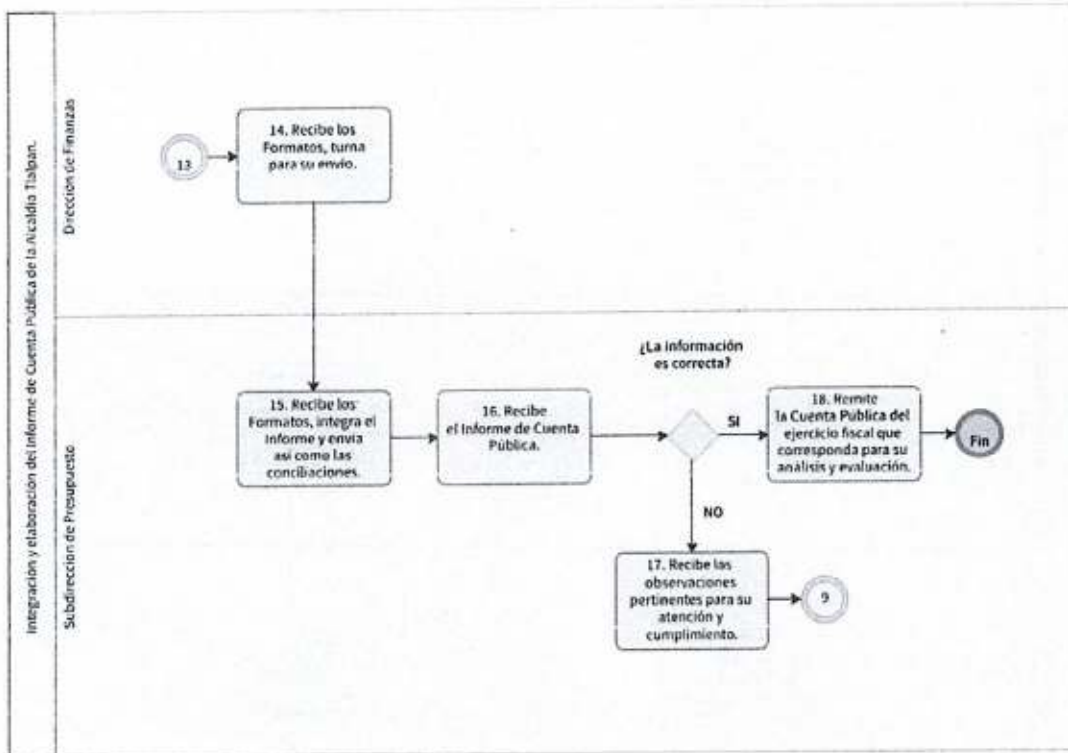 Integración y elaboración del Informe de Cuenta Pública de la Alcaldía Tlalpan.
Dirección de Finanzas
13
14. Recibe los
Formatos, turna
para su envío.
Subdirección de Presupuesto
15. Recibe los
Formatos, integra el
Informe y envía
así como las
conciliaciones.
16. Recibe
el Informe de Cuenta
Pública.
¿La información
es correcta?
SI
18. Remite
la Cuenta Pública del
ejercicio fiscal que
corresponda para su
análisis y evaluación.
Fin
NO
17. Recibe las
observaciones
pertinentes para su
atención y
cumplimiento.
9